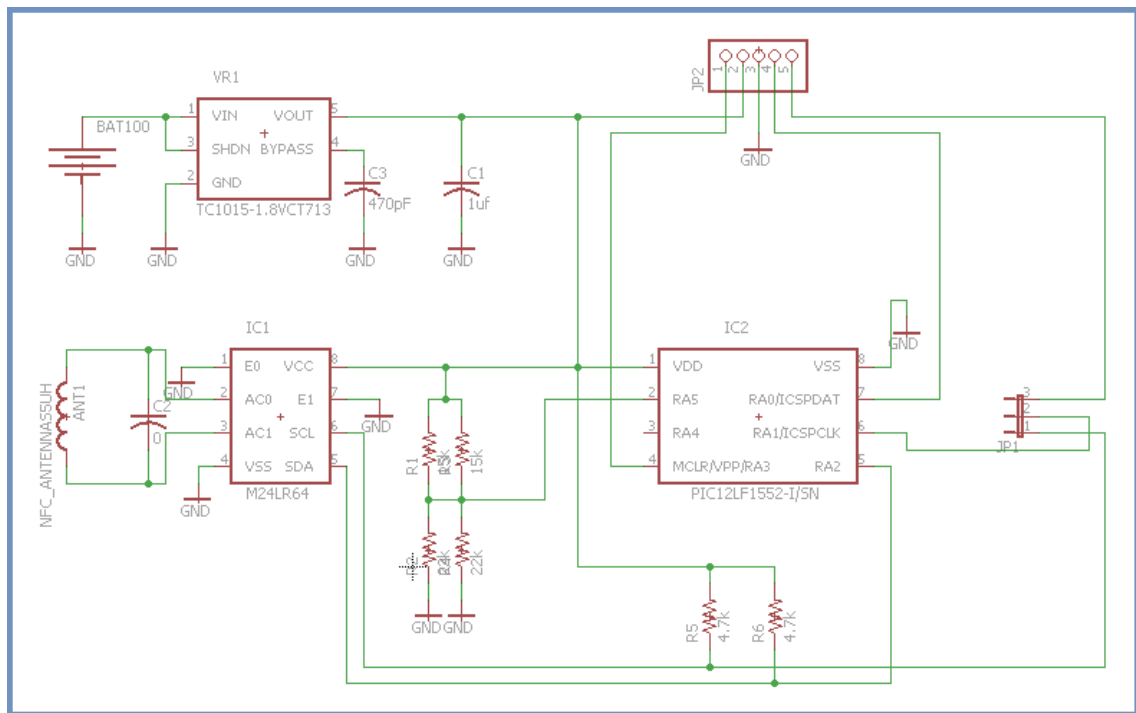 VR1
JP2
1 2 3 4 5
BAT100
1 VIN VOUT 5
3 SHDN BYPASS 4
2 GND
TC1015-1.8VCT713
C3
470pF
C1
1uf
GND
GND
GND
GND
GND
IC1
IC2
GND
1 E0 VCC 8
2 AC0 E1 7
3 AC1 SCL 6
4 VSS SDA 5
M24LR64
GND
GND
GND
NFC_ANTENNAS5UH
ANT1
C2
0
R1
15k
22k
GND
GND
1 VDD VSS 8
2 RA5 RA0/ICSPDAT 7
3 RA4 RA1/ICSPCLK 6
4 MCLR/VPP/RA3 RA2 5
PIC12LF1552-I/SN
3
2
1
JP1
R5
4.7k
R6
4.7k